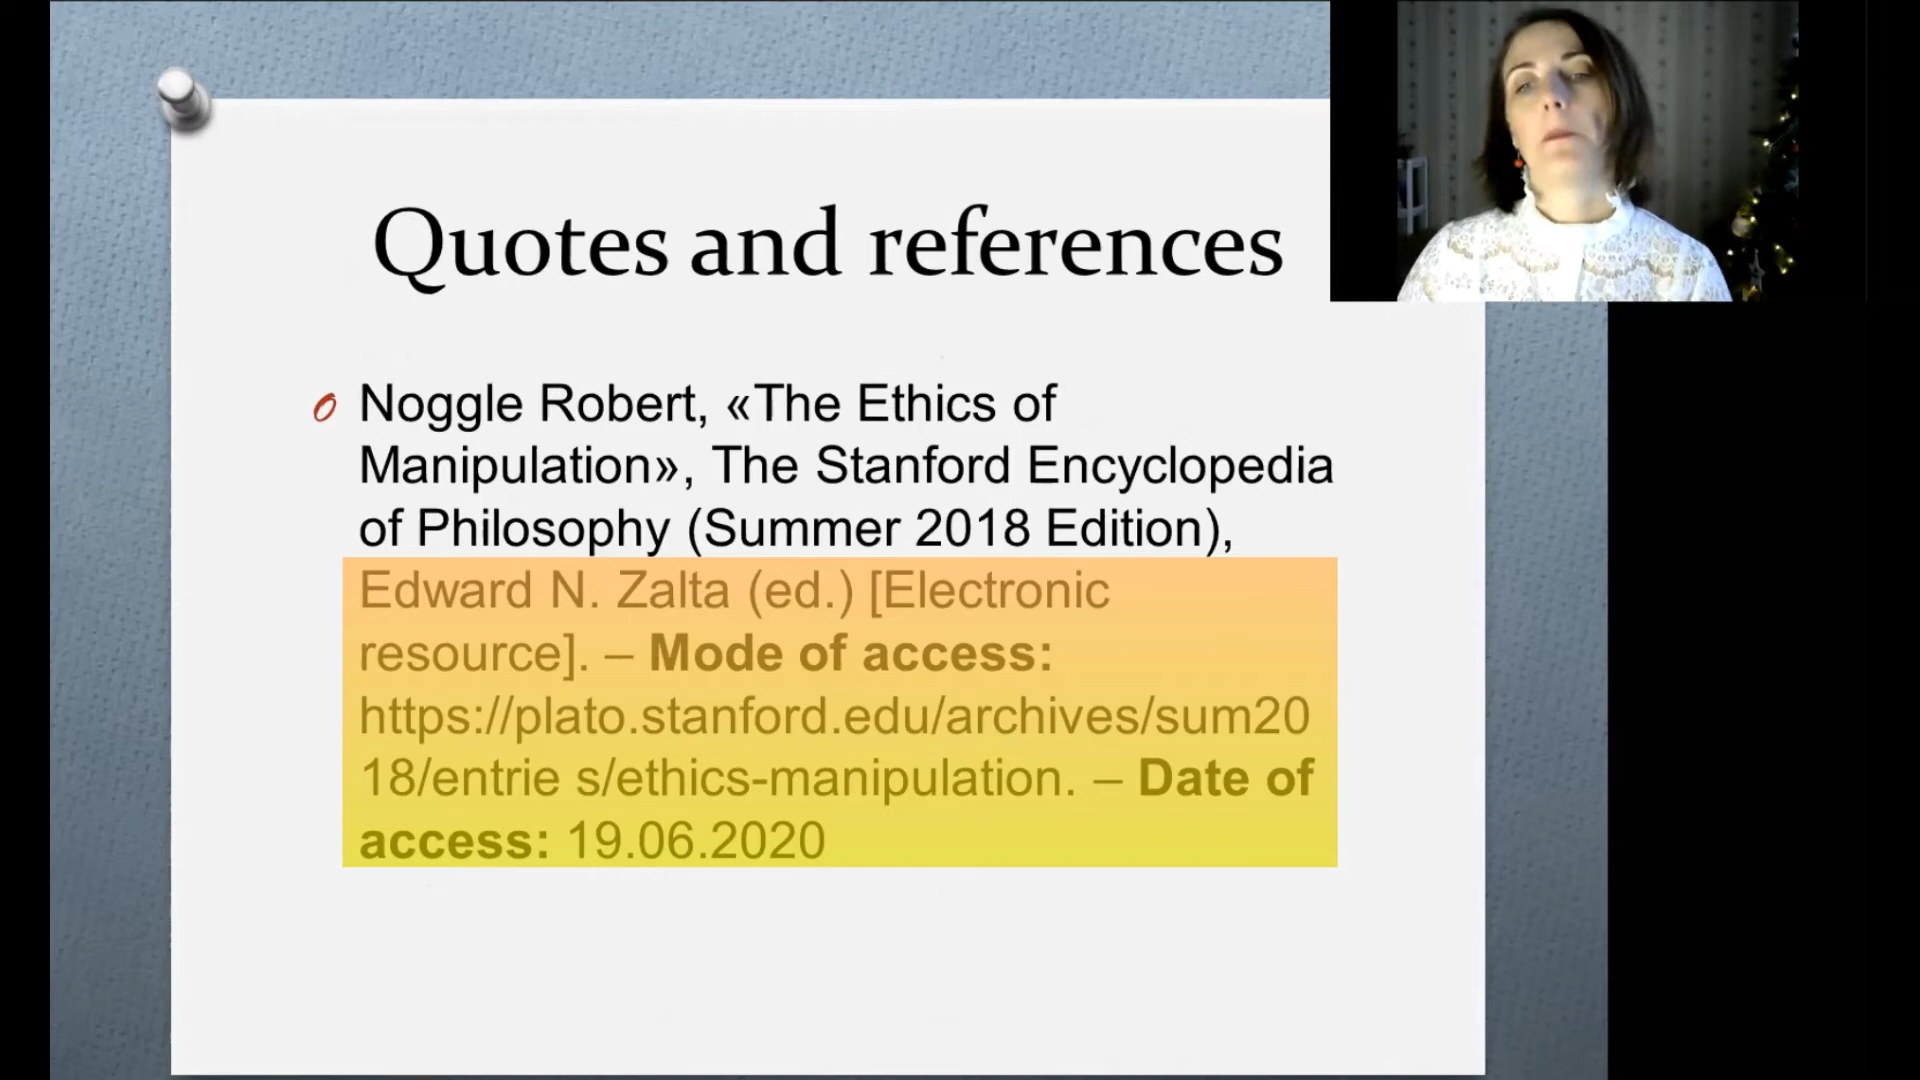 Quotes and references
Noggle Robert, «The Ethics of
Manipulation», The Stanford Encyclopedia
of Philosophy (Summer 2018 Edition),
Edward N. Zalta (ed.) [Electronic
resource]. – Mode of access:
https://plato.stanford.edu/archives/sum20
18/entrie s/ethics-manipulation. – Date of
access: 19.06.2020